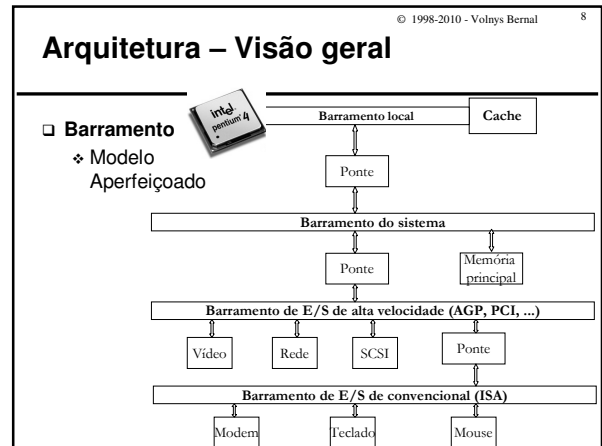 © 1998-2010 - Volnys Bernal 8
Arquitetura – Visão geral
❑ Barramento
❖ Modelo
Aperfeiçoado
intel
pentium 4
Barramento local
Cache
Ponte
Barramento do sistema
Ponte
Memória
principal
Barramento de E/S de alta velocidade (AGP, PCI, ...)
Vídeo
Rede
SCSI
Ponte
Barramento de E/S de convencional (ISA)
Modem
Teclado
Mouse